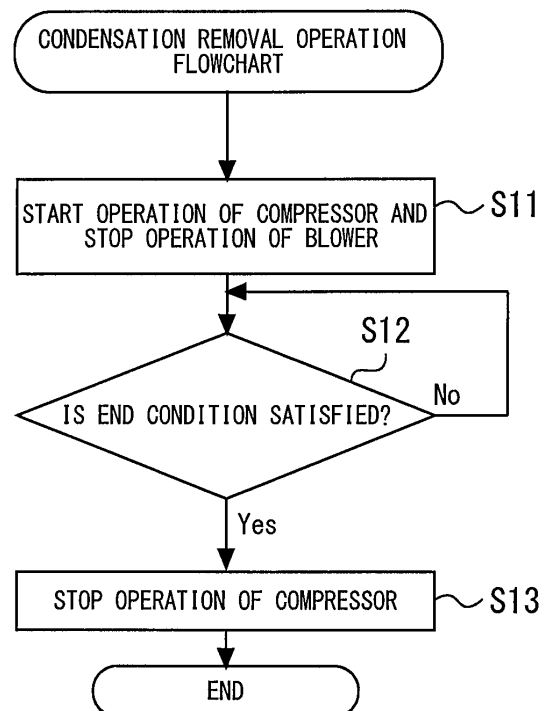 CONDENSATION REMOVAL OPERATION
FLOWCHART
START OPERATION OF COMPRESSOR AND
STOP OPERATION OF BLOWER
S11
S12
IS END CONDITION SATISFIED?
No
Yes
STOP OPERATION OF COMPRESSOR
S13
END